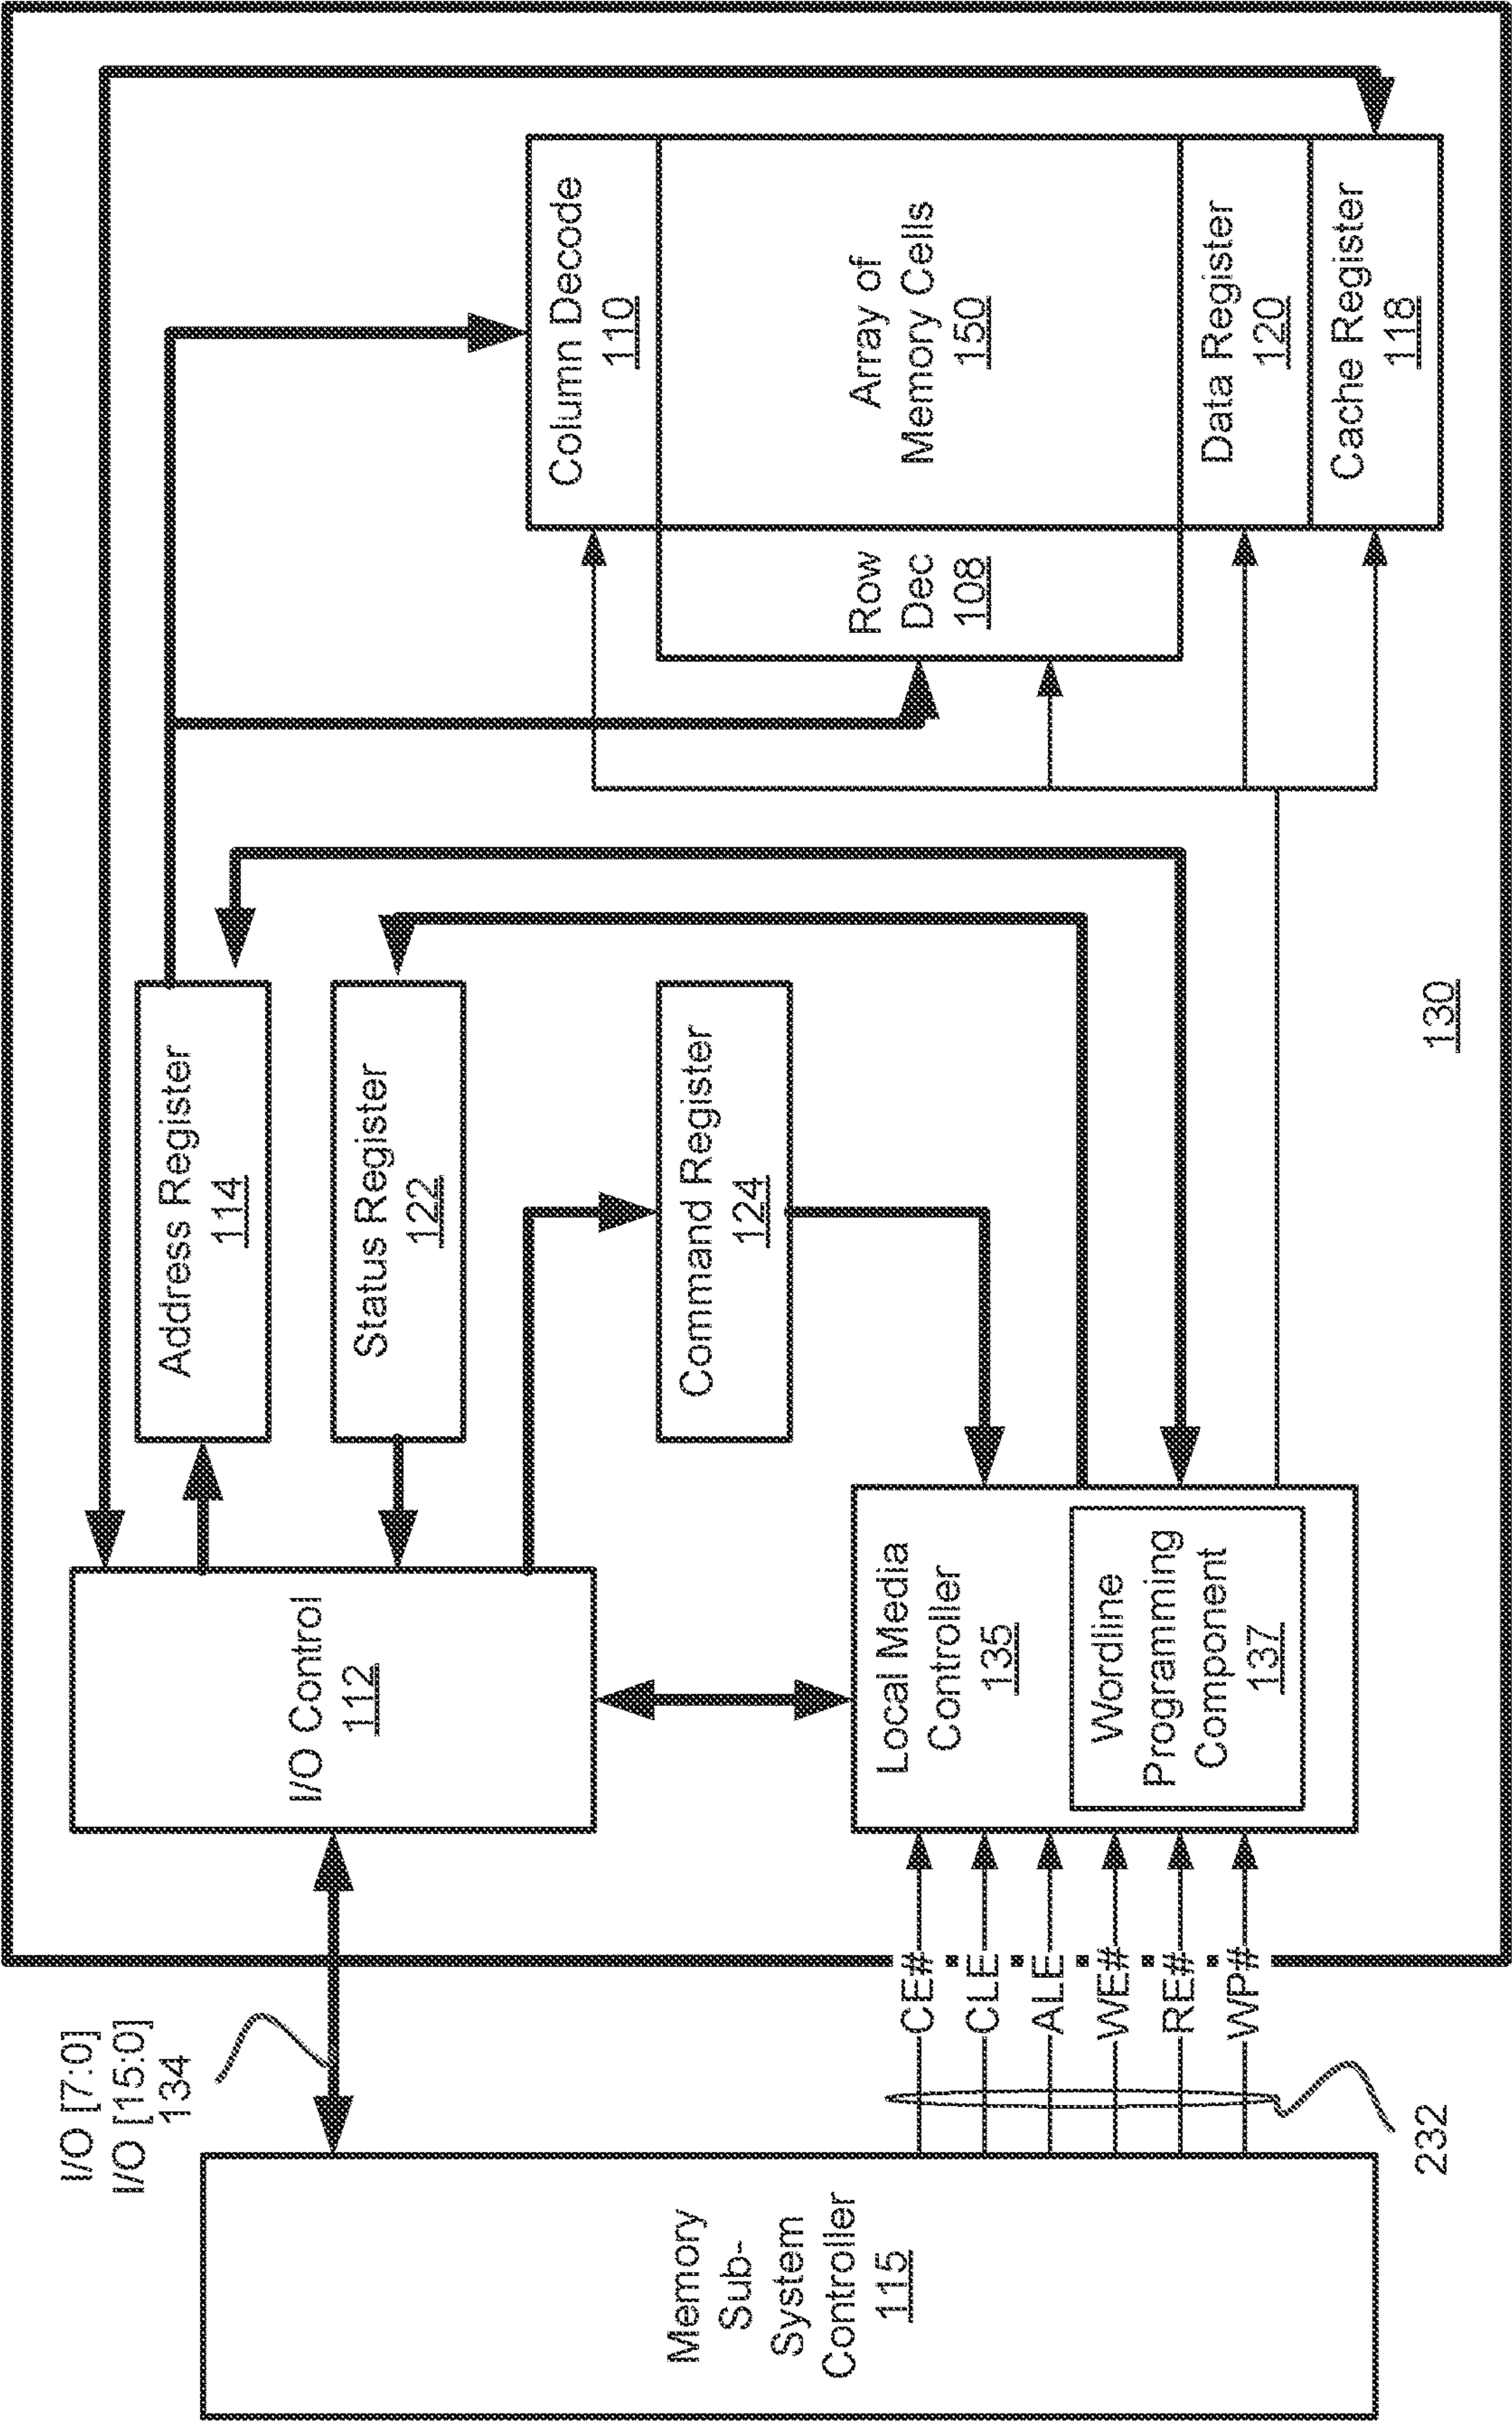 I/O [7:0]
I/O [15:0]
134
Memory
Sub-
System
Controller
115
CE#
CLE
ALE
WE#
RE#
WP#
232
I/O Control
112
Local Media
Controller
135
Wordline
Programming
Component
137
Address Register
114
Status Register
122
Command Register
124
Row
Dec
108
Column Decode
110
Array of
Memory Cells
150
Data Register
120
Cache Register
118
130